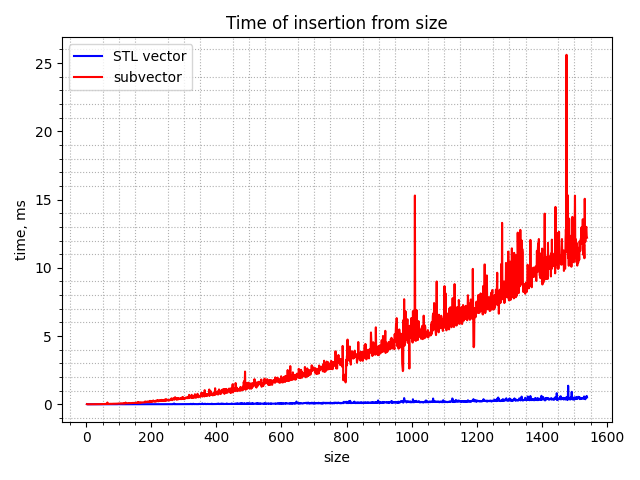 Time of insertion from size
STL vector
subvector
time, ms
25
20
15
10
5
0
0 200 400 600 800 1000 1200 1400 1600
size